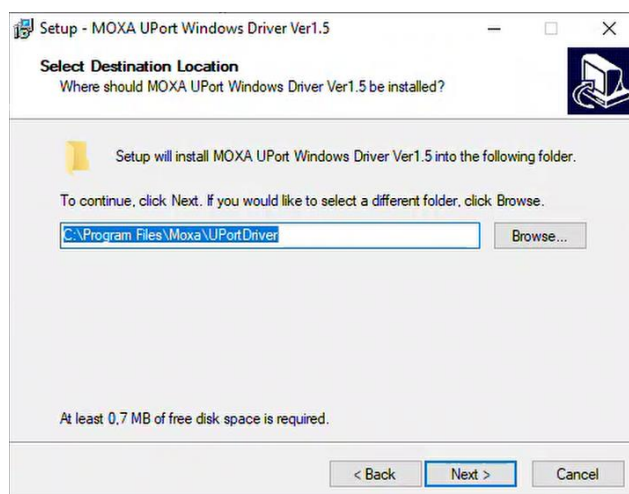 Setup - MOXA UPort Windows Driver Ver1.5
Select Destination Location
Where should MOXA UPort Windows Driver Ver1.5 be installed?
Setup will install MOXA UPort Windows Driver Ver1.5 into the following folder.
To continue, click Next. If you would like to select a different folder, click Browse.
C:\Program Files\Moxa\UPortDriver
Browse...
At least 0,7 MB of free disk space is required.
< Back
Next >
Cancel